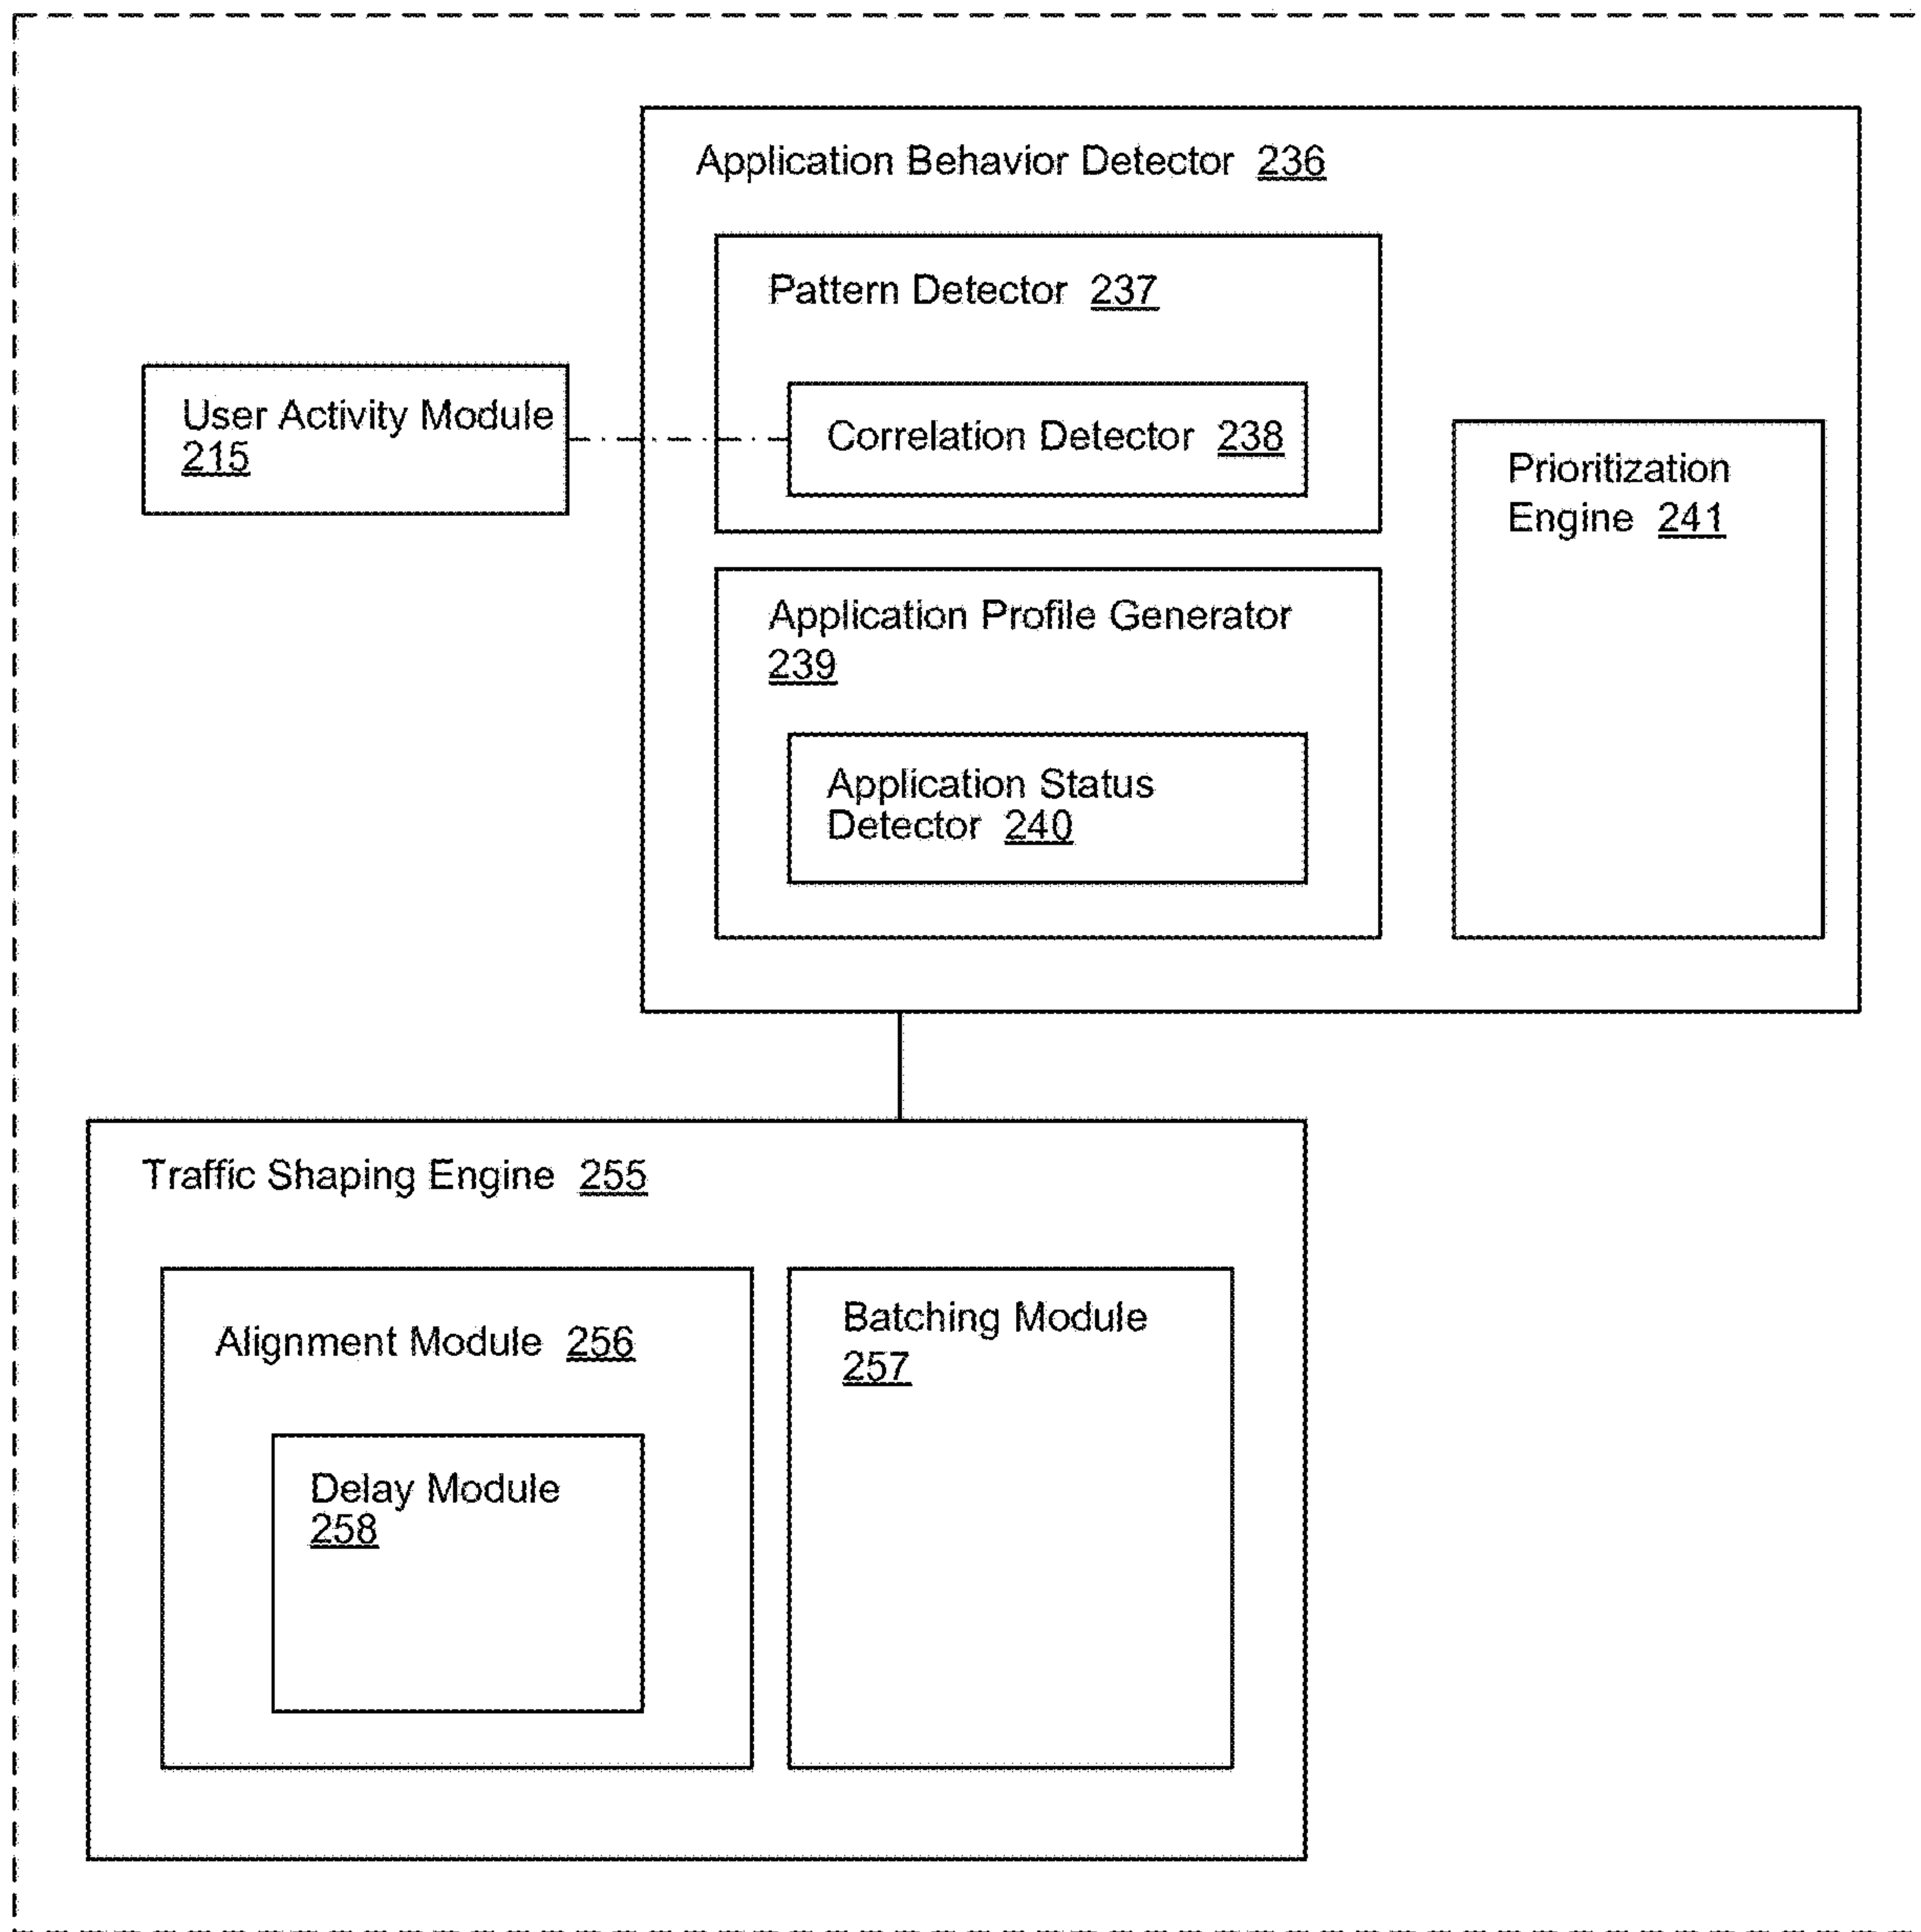 Application Behavior Detector 236
Pattern Detector 237
User Activity Module
215
Correlation Detector 238
Prioritization
Engine 241
Application Profile Generator
239
Application Status
Detector 240
Traffic Shaping Engine 255
Alignment Module 256
Batching Module
257
Delay Module
258